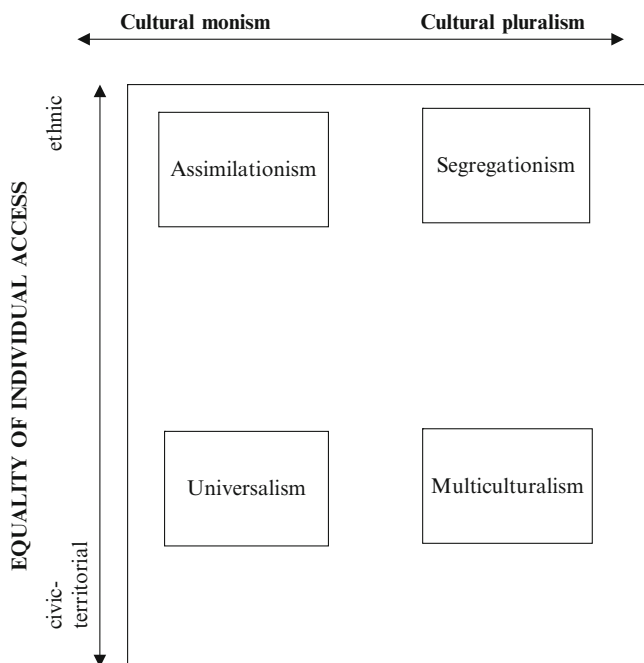 Cultural monism
Cultural pluralism
ethnic
Assimilationism
Segregationism
EQUALITY OF INDIVIDUAL ACCESS
Universalism
Multiculturalism
civic-
territorial